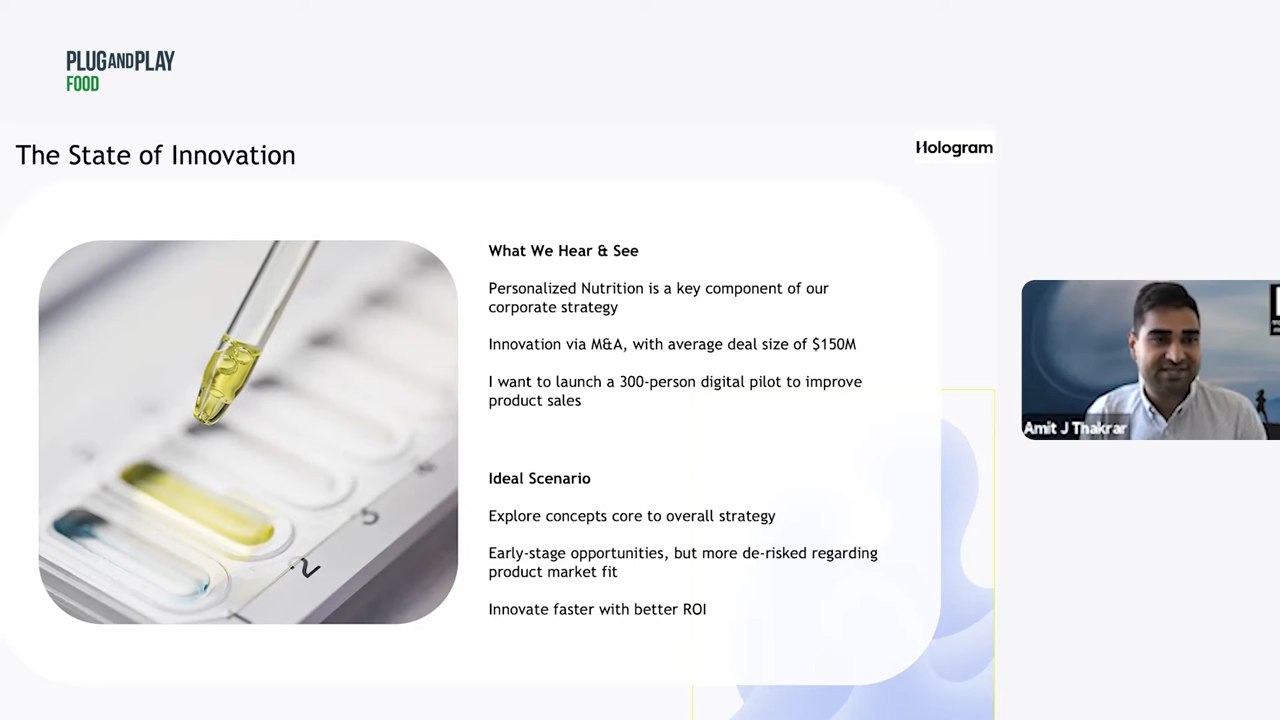 PLUGANDPLAY
FOOD
The State of Innovation
Hologram
What We Hear & See
Personalized Nutrition is a key component of our
corporate strategy
Innovation via M&A, with average deal size of $150M
I want to launch a 300-person digital pilot to improve
product sales
Ideal Scenario
Explore concepts core to overall strategy
Early-stage opportunities, but more de-risked regarding
product market fit
Innovate faster with better ROI
5
2
Amit J Thakrar